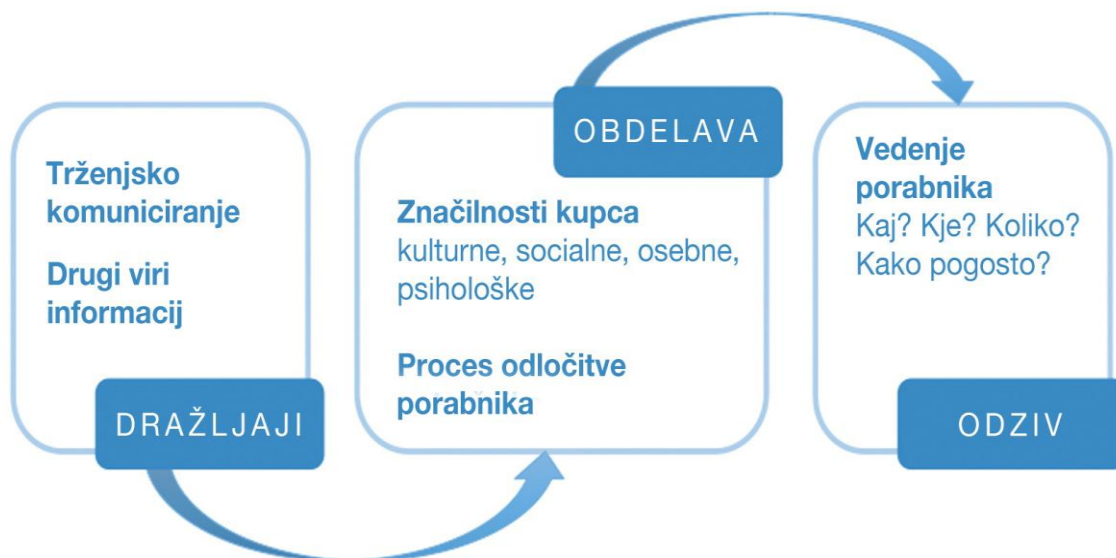 Trženjsko
komuniciranje
Drugi viri
informacij
DRAŽLJAJI
OBDELAVA
Značilnosti kupca
kulturne, socialne, osebne,
psihološke
Proces odločitve
porabnika
Vedenje
porabnika
Kaj? Kje? Koliko?
Kako pogosto?
ODZIV